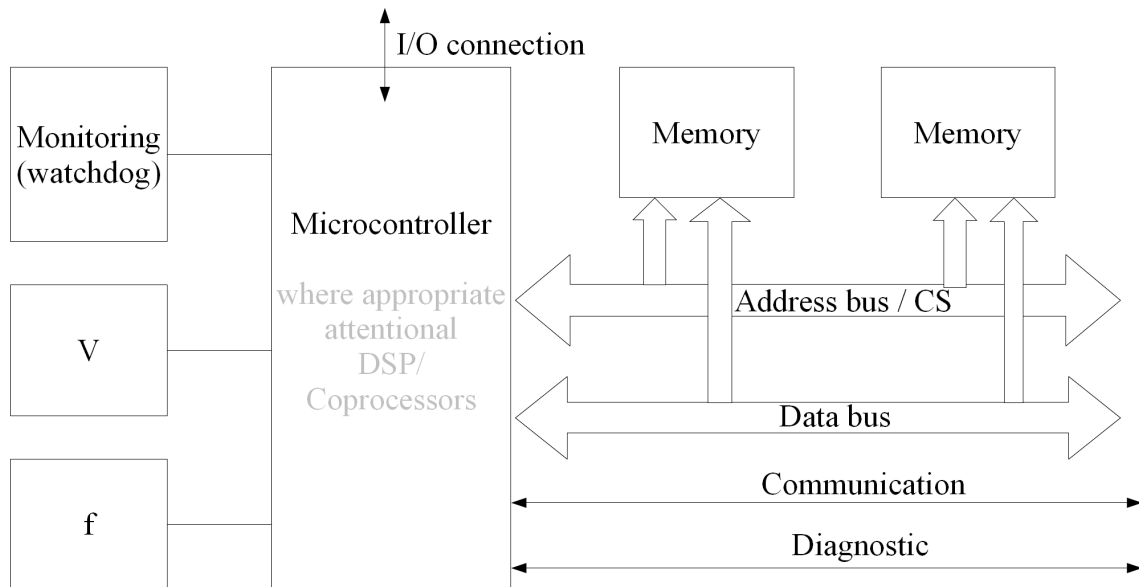 I/O connection
Monitoring
(watchdog)
Memory
Memory
Microcontroller
where appropriate
attentional
DSP/
Coprocessors
Address bus / CS
V
Data bus
Communication
f
Diagnostic